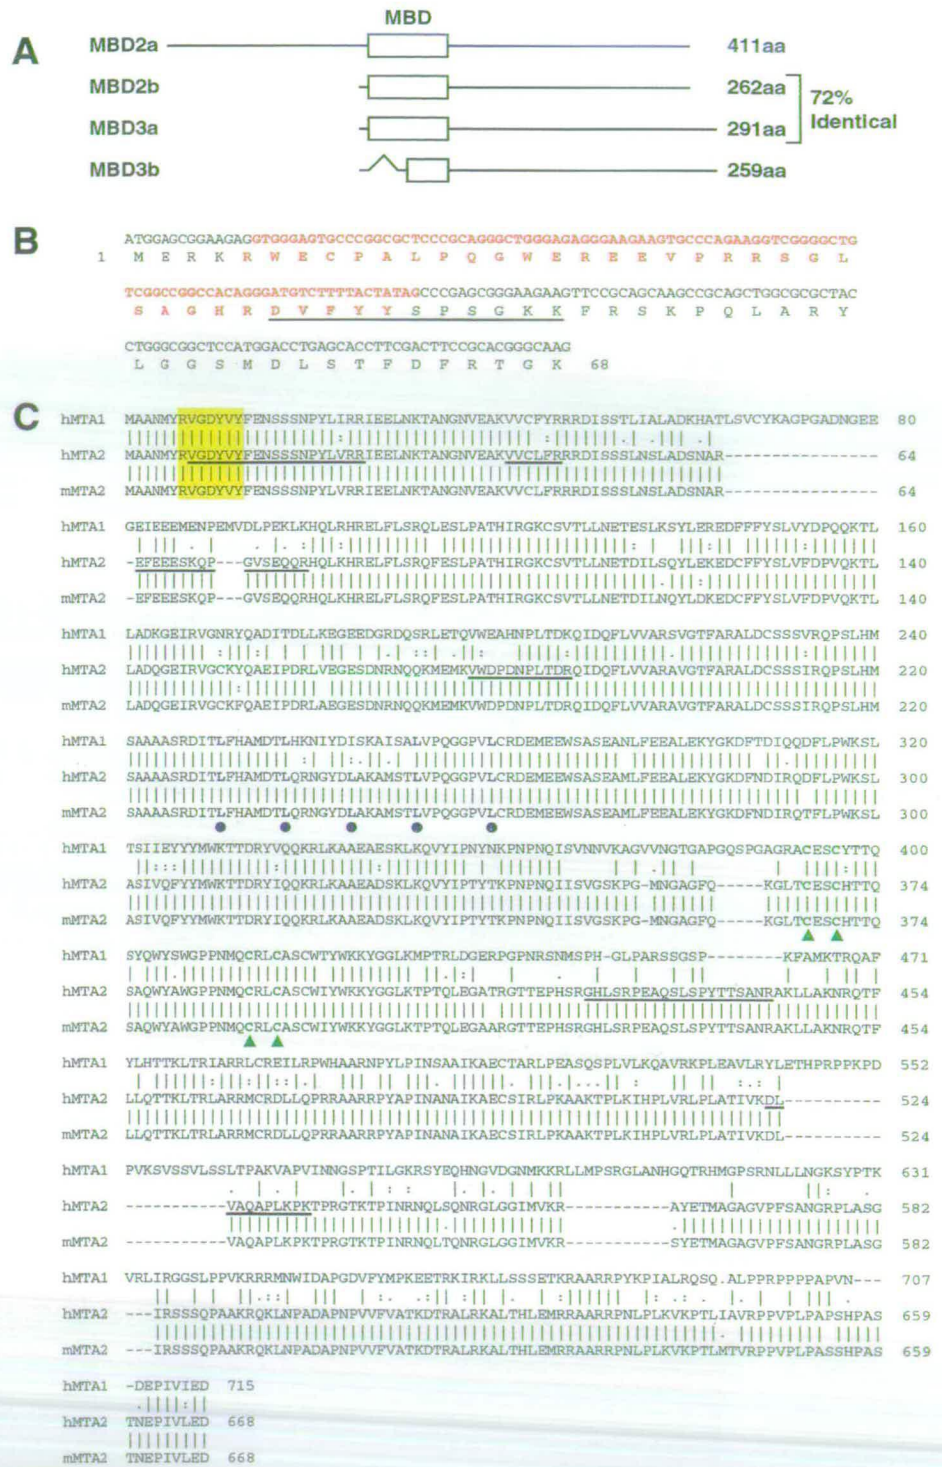 A
MBD
MBD2a 411aa
MBD2b 262aa
MBD3a 291aa
MBD3b 259aa
72%
Identical
B
ATGGAGCGGAAGAGGTGGGAGTGCCCGGCGCTCCCGCAGGGCTGGGAGAGGGAAGAAGTGCCCAGAAGGTCGGGGCTG
1 M E R K R W E C P A L P Q G W E R E E V P R R S G L
TCGGCCGGCCACAGGGATGTCTTTTACTATAGCCCGAGCGGGAAGAAGTTCCGCAGCAAGCCGCAGCTGGCGCGCTAC
S A G H R D V F Y Y S P S G K K F R S K P Q L A R Y
CTGGGCGGCTCCATGGACCTGAGCACCTTCGACTTCCGCACGGGCAAG
L G G S M D L S T F D F R T G K 68
C
hMTA1 MAANMYRVGDYVYFENSSSNPYLIRRIEELNKTANGNVEAKVVCFYRRRDISSTLIALADKHATLSVCYKAGPGADNGEE 80
hMTA2 MAANMYRVGDYVYFENSSSNPYLVRRIEELNKTANGNVEAKVVCLFRRRDISSSLNSLADSNAR---------------- 64
mMTA2 MAANMYRVGDYVYFENSSSNPYLVRRIEELNKTANGNVEAKVVCLFRRRDISSSLNSLADSNAR---------------- 64
hMTA1 GEIEEEMENPEMVDLPEKLKHQLRHRELFLSRQLESLPATHIRGKCSVTLLNETESLKSYLEREDFFFYSLVYDPQQKTL 160
hMTA2 -EFEEESKQP---GVSEQQRHQLKHRELFLSRQFESLPATHIRGKCSVTLLNETDILSQYLEKEDCFFYSLVFDPVQKTL 140
mMTA2 -EFEEESKQP---GVSEQQRHQLKHRELFLSRQFESLPATHIRGKCSVTLLNETDILNQYLDKEDCFFYSLVFDPVQKTL 140
hMTA1 LADKGEIRVGNRYQADITDLLKEGEEDGRDQSRLETQVWEAHNPLTDKQIDQFLVVARSVGTFARALDCSSSVRQPSLHM 240
hMTA2 LADQGEIRVGCKYQAEIPDRLVEGESDNRNQQKMEMKVWDPDNPLTDRQIDQFLVVARAVGTFARALDCSSSIRQPSLHM 220
mMTA2 LADQGEIRVGCKFQAEIPDRLAEGESDNRNQQKMEMKVWDPDNPLTDRQIDQFLVVARAVGTFARALDCSSSIRQPSLHM 220
hMTA1 SAAAASRDITLFHAMDTLHKNIYDISKAISALVPQGGPVLCRDEMEEWSASEANLFEEALEKYGKDFTDIQQDFLPWKSL 320
hMTA2 SAAAASRDITLFHAMDTLQRNGYDLAKAMSTLVPQGGPVLCRDEMEEWSASEAMLFEEALEKYGKDFNDIRQDFLPWKSL 300
mMTA2 SAAAASRDITLFHAMDTLQRNGYDLAKAMSTLVPQGGPVLCRDEMEEWSASEAMLFEEALEKYGKDFNDIRQTFLPWKSL 300
hMTA1 TSIIEYYYMWKTTDRYVQQKRLKAAEAESKLKQVYIPNYNKPNPNQISVNNVKAGVVNGTGAPGQSPGAGRACESCYTTQ 400
hMTA2 ASIVQFYYMWKTTDRYIQQKRLKAAEADSKLKQVYIPTYTKPNPNQIISVGSKPG-MNGAGFQ-----KGLTCESCHTTQ 374
mMTA2 ASIVQFYYMWKTTDRYIQQKRLKAAEADSKLKQVYIPTYTKPNPNQIISVGSKPG-MNGAGFQ-----KGLTCESCHTTQ 374
hMTA1 SYQWYSWGPPNMQCRLCASCWTYWKKYGGLKMPTRLDGERPGPNRSNMSPH-GLPARSSGSP--------KFAMKTRQAF 471
hMTA2 SAQWYAWGPPNMQCRLCASCWIYWKKYGGLKTPTQLEGATRGTTEPHSRGHLSRPEAQSLSPYTTSANRAKLLAKNRQTF 454
mMTA2 SAQWYAWGPPNMQCRLCASCWIYWKKYGGLKTPTQLEGAARGTTEPHSRGHLSRPEAQSLSPYTTSANRAKLLAKNRQTF 454
hMTA1 YLHTTKLTRIARRLCREILRPWHAARNPYLPINSAAIKAECTARLPEASQSPLVLKQAVRKPLEAVLRYLETHPRPPKPD 552
hMTA2 LLQTTKLTRLARRMCRDLLQPRRAARRPYAPINANAIKAECSIRLPKAAKTPLKIHPLVRLPLATIVKDL---------- 524
mMTA2 LLQTTKLTRLARRMCRDLLQPRRAARRPYAPINANAIKAECSIRLPKAAKTPLKIHPLVRLPLATIVKDL---------- 524
hMTA1 PVKSVSSVLSSLTPAKVAPVINNGSPTILGKRSYEQHNGVDGNMKKRLLMPSRGLANHGQTRHMGPSRNLLLNGKSYPTK 631
hMTA2 -----------VAQAPLKPKTPRGTKTPINRNQLSQNRGLGGIMVKR-----------AYETMAGAGVPFSANGRPLASG 582
mMTA2 -----------VAQAPLKPKTPRGTKTPINRNQLTQNRGLGGIMVKR-----------SYETMAGAGVPFSANGRPLASG 582
hMTA1 VRLIRGGSLPPVKRRRMNWIDAPGDVFYMPKEETRKIRKLLSSSETKRAARRPYKPIALRQSQ.ALPPRPPPPAPVN--- 707
hMTA2 ---IRSSSQPAAKRQKLNPADAPNPVVFVATKDTRALRKALTHLEMRRAARRPNLPLKVKPTLIAVRPPVPLPAPSHPAS 659
mMTA2 ---IRSSSQPAAKRQKLNPADAPNPVVFVATKDTRALRKALTHLEMRRAARRPNLPLKVKPTLMTVRPPVPLPASSHPAS 659
hMTA1 -DEPIVIED 715
hMTA2 TNEPIVLED 668
mMTA2 TNEPIVLED 668